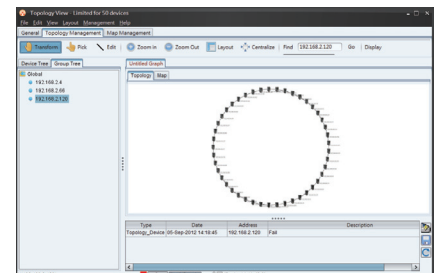 Topology View - Limited for 50 devices
File Edit View Layout Management Help
General Topology Management Map Management
Transform Pick Edit Zoom in Zoom Out Layout Centralize Find 192.168.2.120 Go Display
Device Tree Group Tree
Untitled Graph
Global
Topology Map
192.168.2.4
192.168.2.66
192.168.2.120
Type Date Address Description
Topology_Device 05-Sep-2012 14:18:45 192.168.2.120 Fail